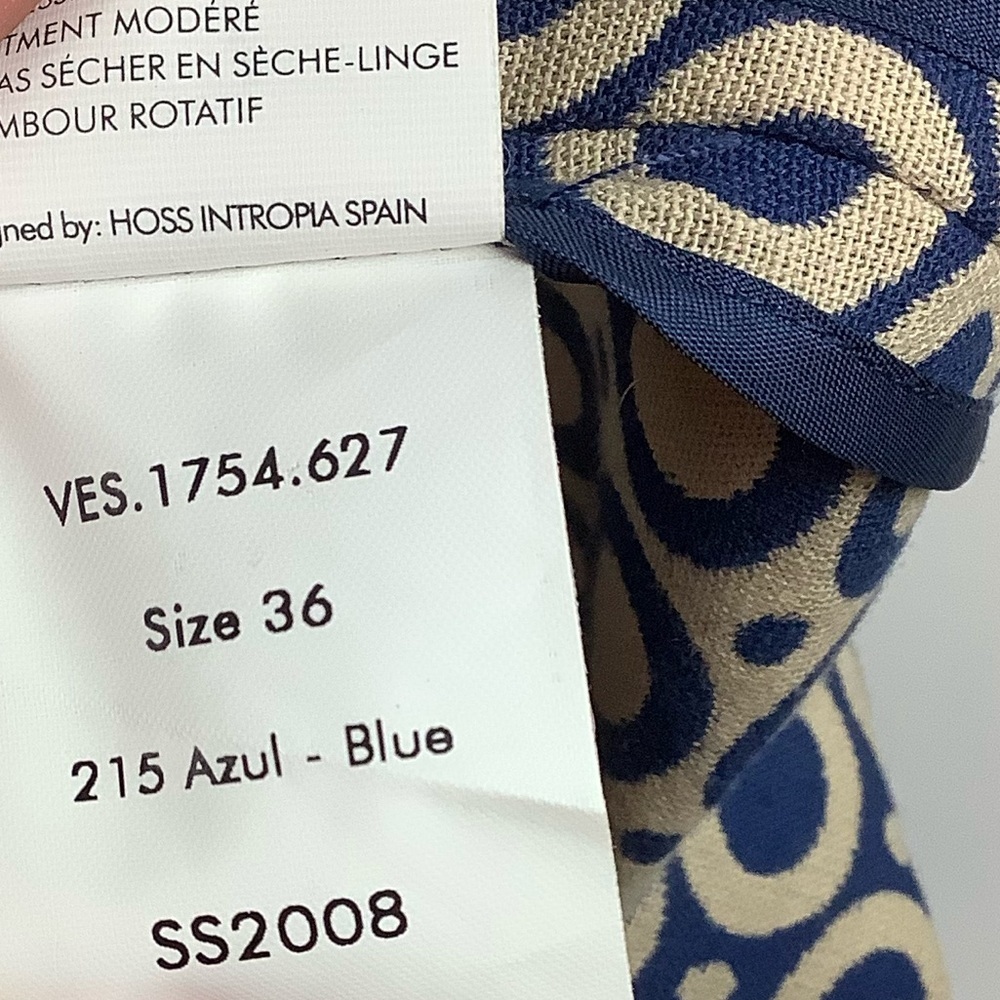 TMENT MODÉRÉ
AS SÉCHER EN SÈCHE-LINGE
MBOUR ROTATIF
ned by: HOSS INTROPIA SPAIN
VES.1754.627
Size 36
215 Azul - Blue
SS2008